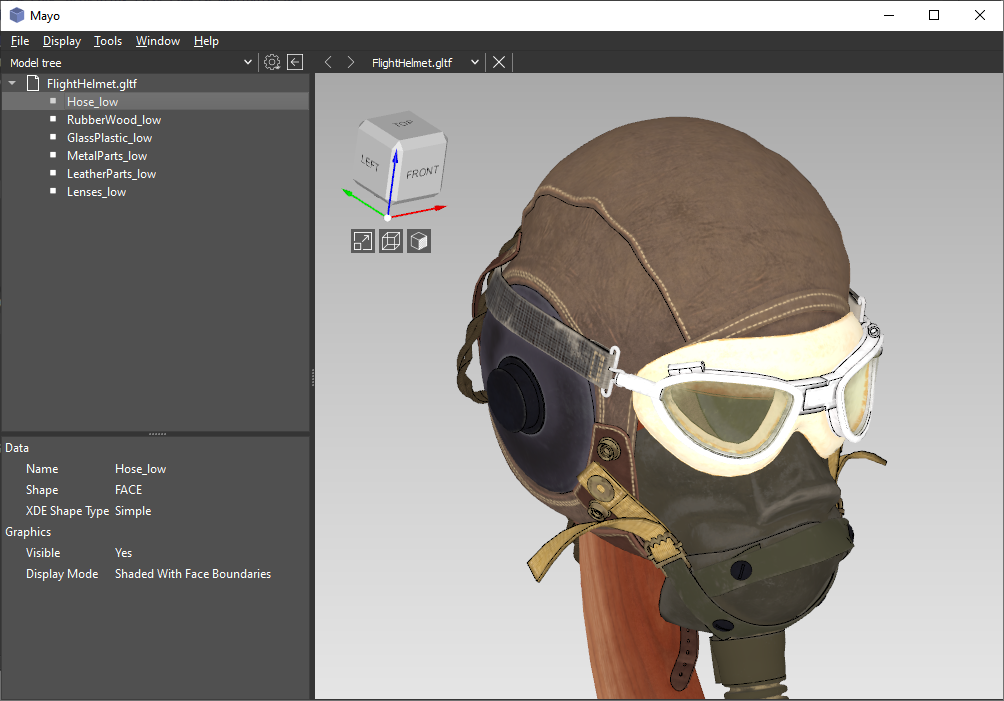 Mayo
File Display Tools Window Help
Model tree
FlightHelmet.gltf
FlightHelmet.gltf
Hose_low
RubberWood_low
GlassPlastic_low
MetalParts_low
LeatherParts_low
Lenses_low
TOP
LEFT
FRONT
Data
Name Hose_low
Shape FACE
XDE Shape Type Simple
Graphics
Visible Yes
Display Mode Shaded With Face Boundaries